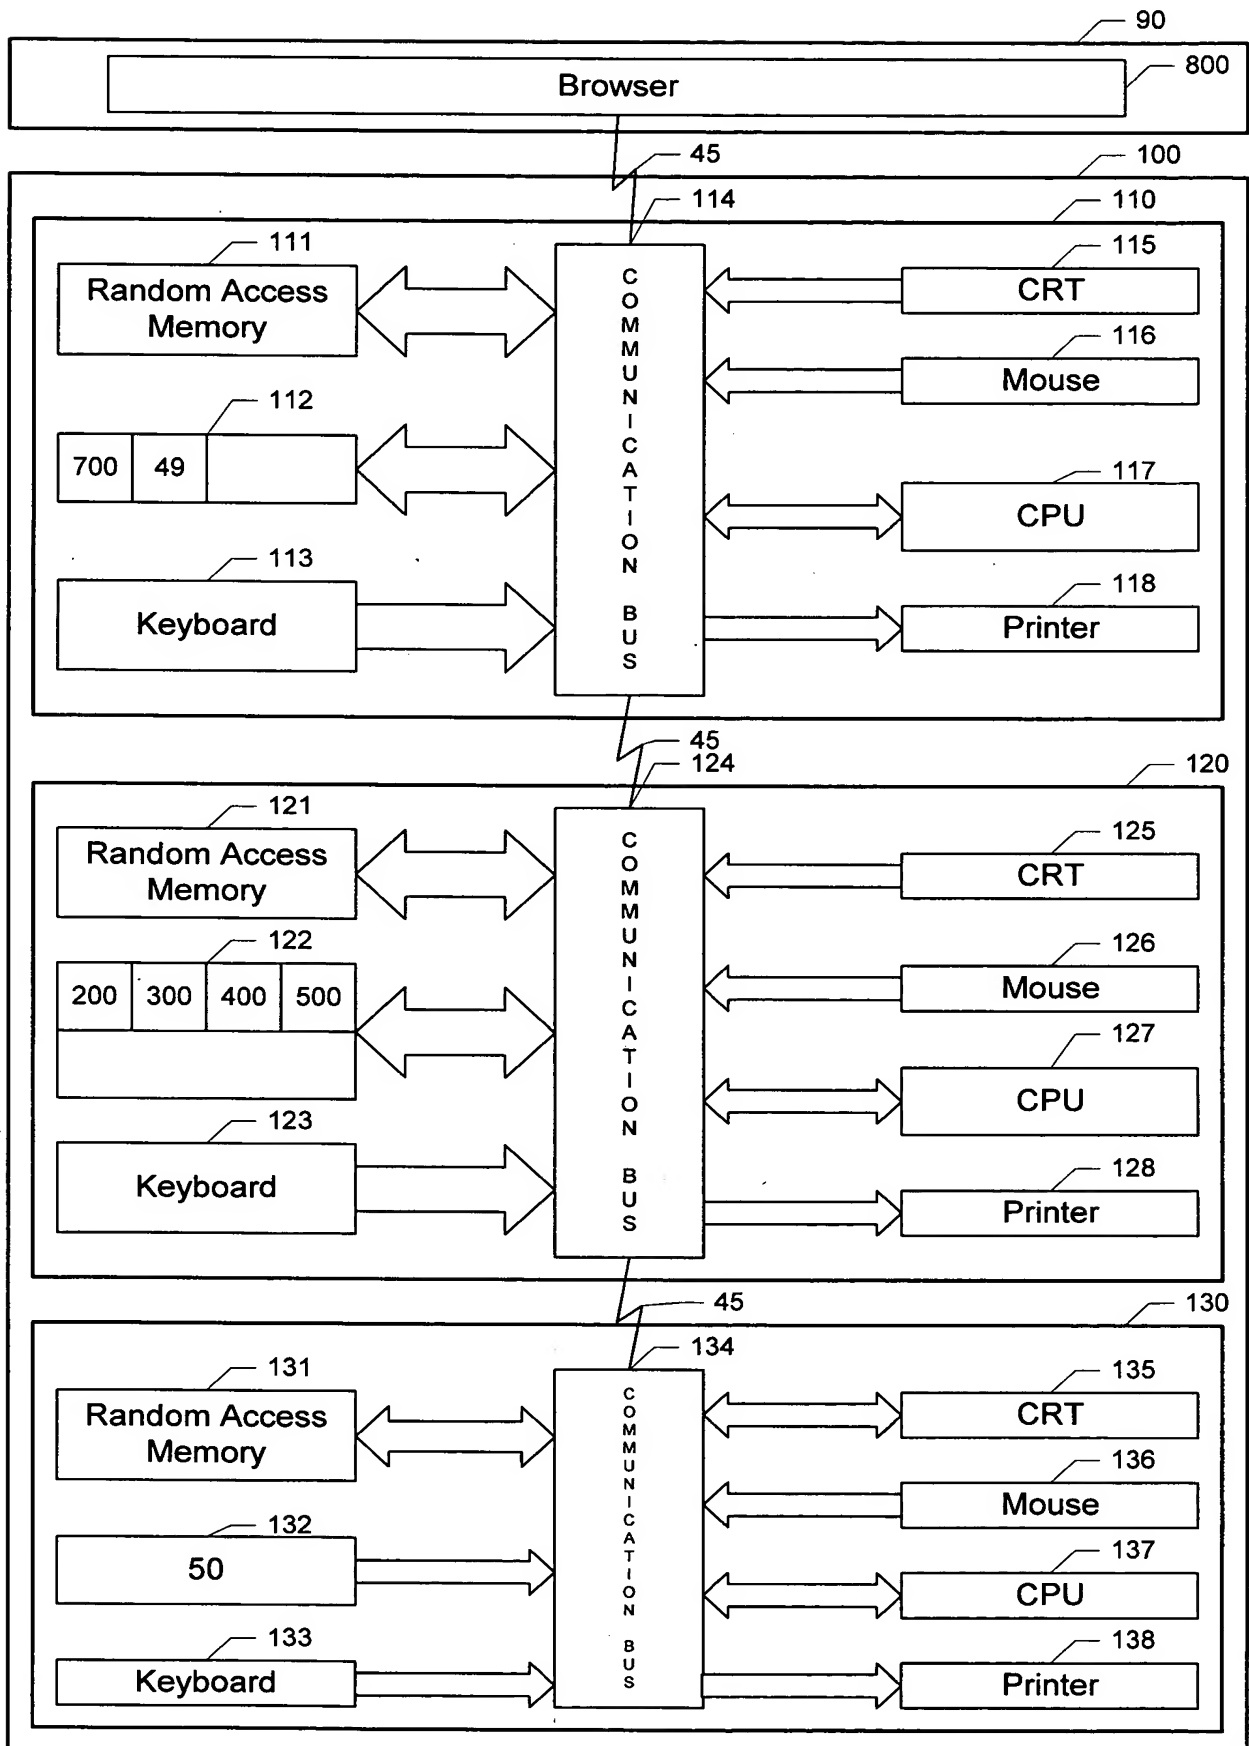 90
Browser
800
45
100
114
110
111
Random Access
Memory
115
CRT
116
Mouse
112
700 49
117
CPU
113
Keyboard
118
Printer
COMMUNICATION BUS
45
124
120
121
Random Access
Memory
125
CRT
122
200 300 400 500
126
Mouse
127
CPU
123
Keyboard
128
Printer
COMMUNICATION BUS
45
130
134
131
Random Access
Memory
135
CRT
136
Mouse
132
50
137
CPU
133
Keyboard
138
Printer
COMMUNICATION BUS